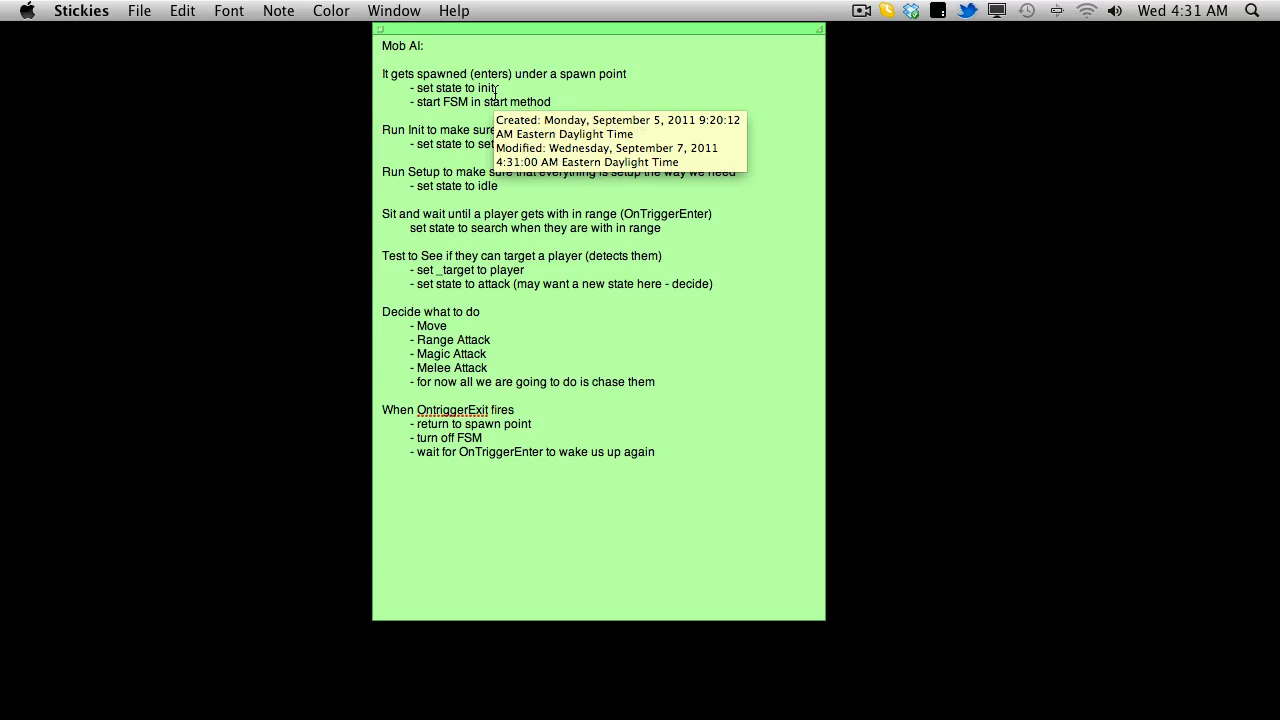 Stickies File Edit Font Note Color Window Help Wed 4:31 AM
Mob AI:
It gets spawned (enters) under a spawn point
- set state to init
- start FSM in start method
Created: Monday, September 5, 2011 9:20:12
AM Eastern Daylight Time
Modified: Wednesday, September 7, 2011
4:31:00 AM Eastern Daylight Time
Run Init to make sure
- set state to set
Run Setup to make sure that everything is setup the way we need
- set state to idle
Sit and wait until a player gets with in range (OnTriggerEnter)
set state to search when they are with in range
Test to See if they can target a player (detects them)
- set _target to player
- set state to attack (may want a new state here - decide)
Decide what to do
- Move
- Range Attack
- Magic Attack
- Melee Attack
- for now all we are going to do is chase them
When OntriggerExit fires
- return to spawn point
- turn off FSM
- wait for OnTriggerEnter to wake us up again